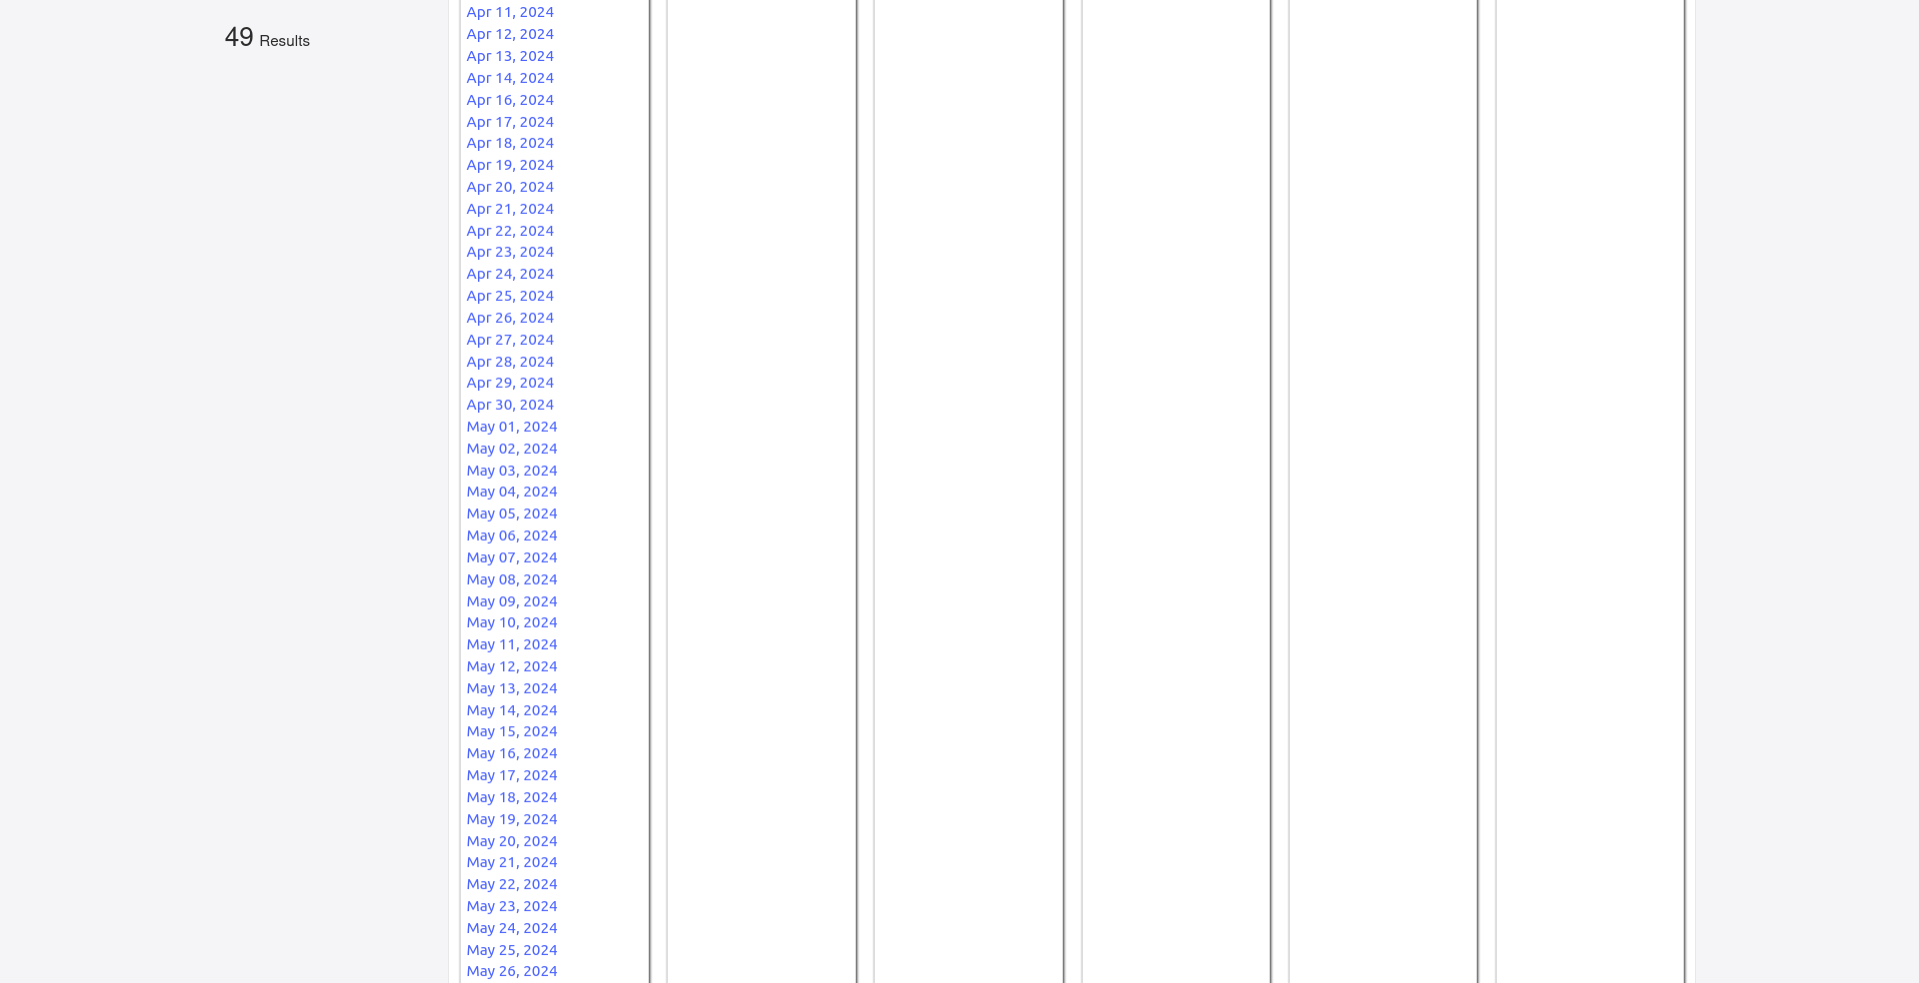 49 Results
Apr 11, 2024
Apr 12, 2024
Apr 13, 2024
Apr 14, 2024
Apr 16, 2024
Apr 17, 2024
Apr 18, 2024
Apr 19, 2024
Apr 20, 2024
Apr 21, 2024
Apr 22, 2024
Apr 23, 2024
Apr 24, 2024
Apr 25, 2024
Apr 26, 2024
Apr 27, 2024
Apr 28, 2024
Apr 29, 2024
Apr 30, 2024
May 01, 2024
May 02, 2024
May 03, 2024
May 04, 2024
May 05, 2024
May 06, 2024
May 07, 2024
May 08, 2024
May 09, 2024
May 10, 2024
May 11, 2024
May 12, 2024
May 13, 2024
May 14, 2024
May 15, 2024
May 16, 2024
May 17, 2024
May 18, 2024
May 19, 2024
May 20, 2024
May 21, 2024
May 22, 2024
May 23, 2024
May 24, 2024
May 25, 2024
May 26, 2024